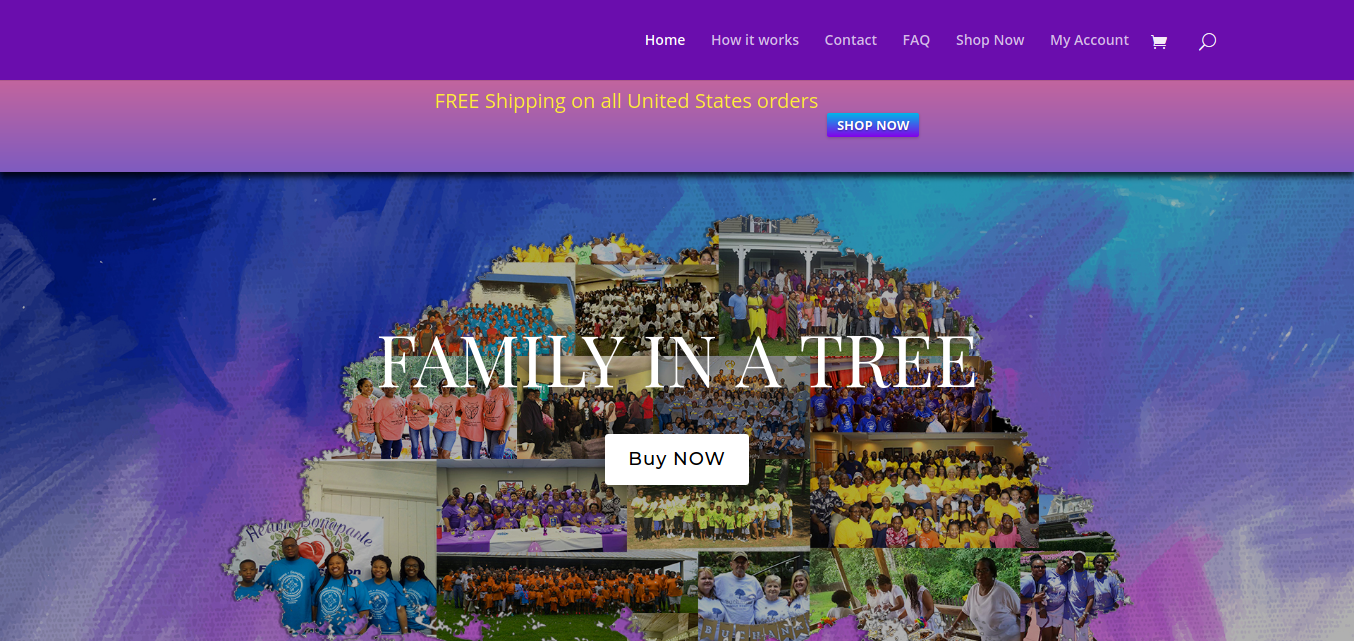 Home How it works Contact FAQ Shop Now My Account
FREE Shipping on all United States orders
SHOP NOW
FAMILY IN A TREE
Buy NOW
Bonaparte